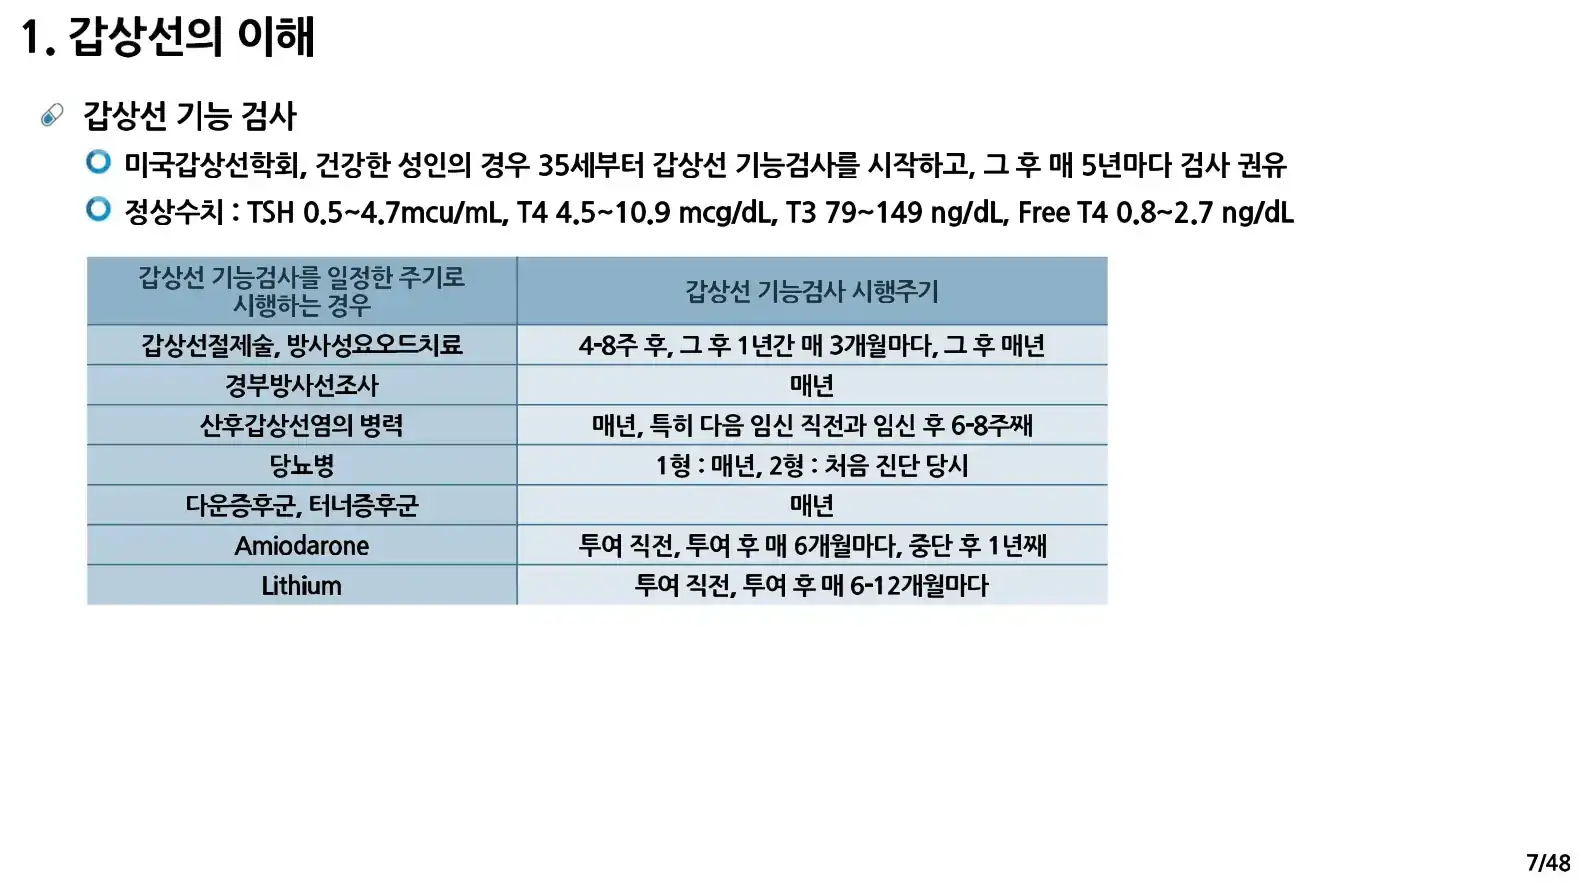 1. 갑상선의 이해
갑상선 기능 검사
미국갑상선학회, 건강한 성인의 경우 35세부터 갑상선 기능검사를 시작하고, 그 후 매 5년마다 검사 권유
정상수치 : TSH 0.5~4.7mcu/mL, T4 4.5~10.9 mcg/dL, T3 79~149 ng/dL, Free T4 0.8~2.7 ng/dL
갑상선 기능검사를 일정한 주기로
시행하는 경우
갑상선 기능검사 시행주기
갑상선절제술, 방사성요오드치료
4-8주 후, 그 후 1년간 매 3개월마다, 그 후 매년
경부방사선조사
매년
산후갑상선염의 병력
매년, 특히 다음 임신 직전과 임신 후 6-8주째
당뇨병
1형 : 매년, 2형 : 처음 진단 당시
다운증후군, 터너증후군
매년
Amiodarone
투여 직전, 투여 후 매 6개월마다, 중단 후 1년째
Lithium
투여 직전, 투여 후 매 6-12개월마다
7/48